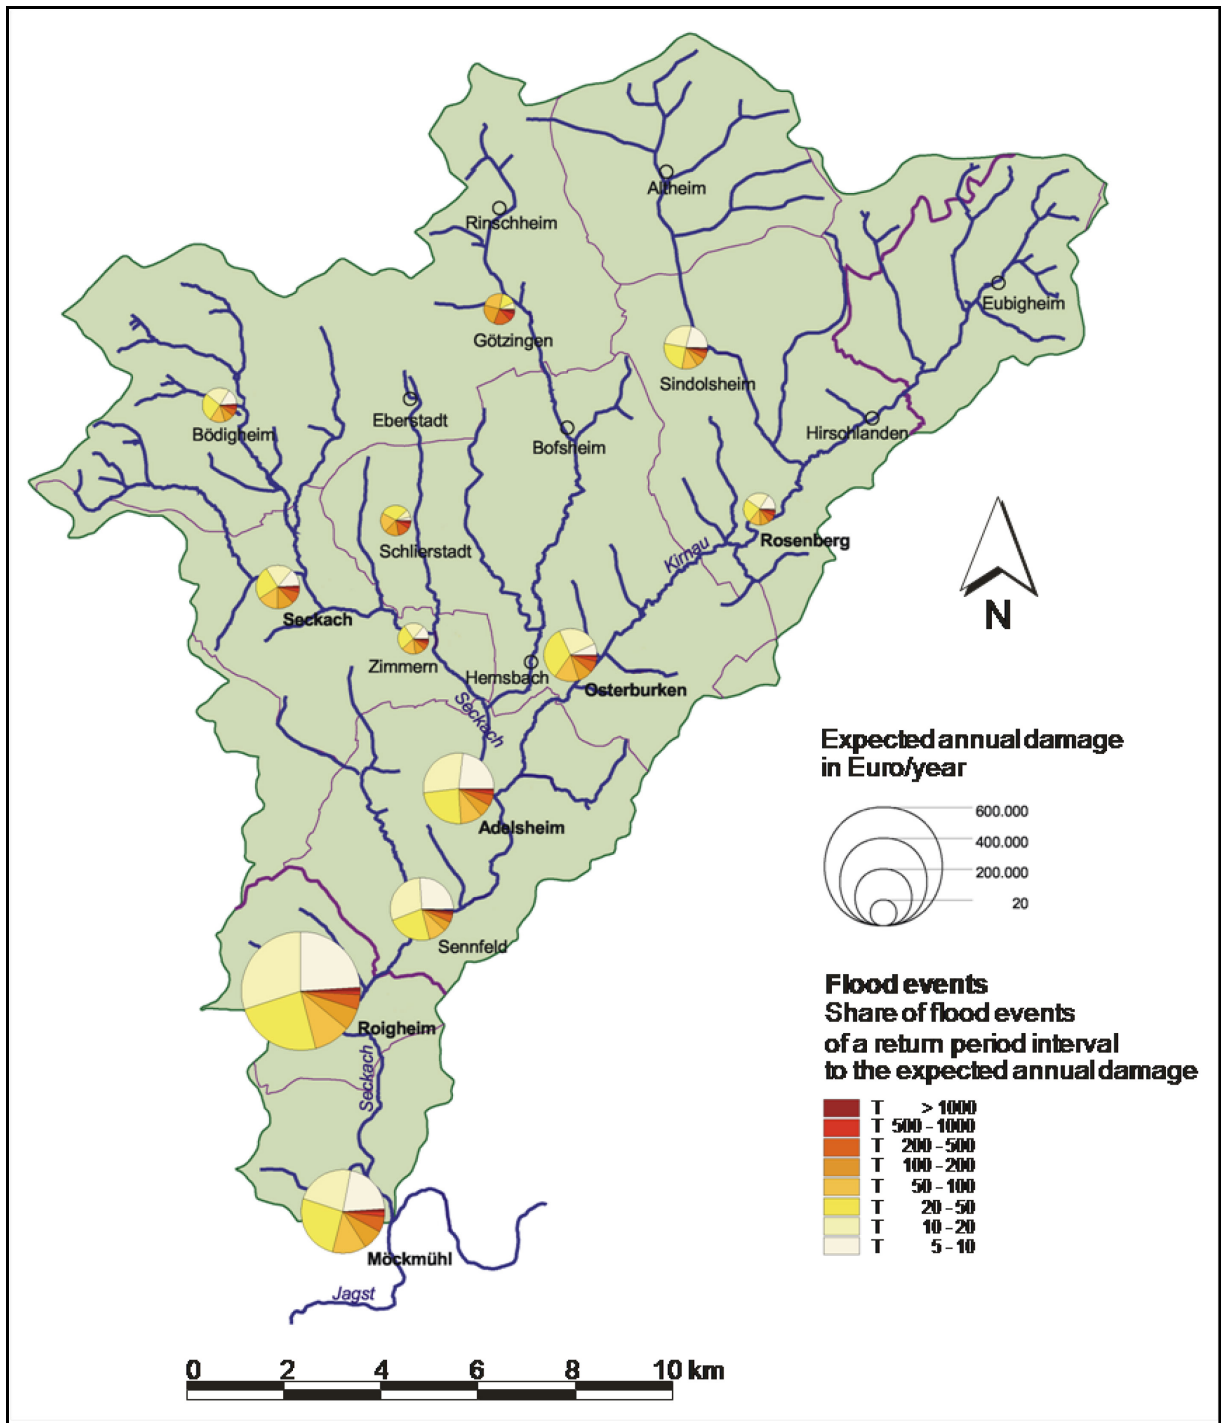 Altheim
Rinschheim
Eubigheim
Götzingen
Sindolsheim
Eberstadt
Bödigheim
Hirschlanden
Bofsheim
Rosenberg
Schlierstadt
Kirnau
N
Seckach
Zimmern
Hemsbach
Osterburken
Seckach
Expected annual damage
in Euro/year
600.000
400.000
200.000
20
Adelsheim
Sennfeld
Flood events
Share of flood events
of a return period interval
to the expected annual damage
Roigheim
Seckach
T > 1000
T 500 - 1000
T 200 - 500
T 100 - 200
T 50 - 100
T 20 - 50
T 10 - 20
T 5 - 10
Möckmühl
Jagst
0 2 4 6 8 10 km